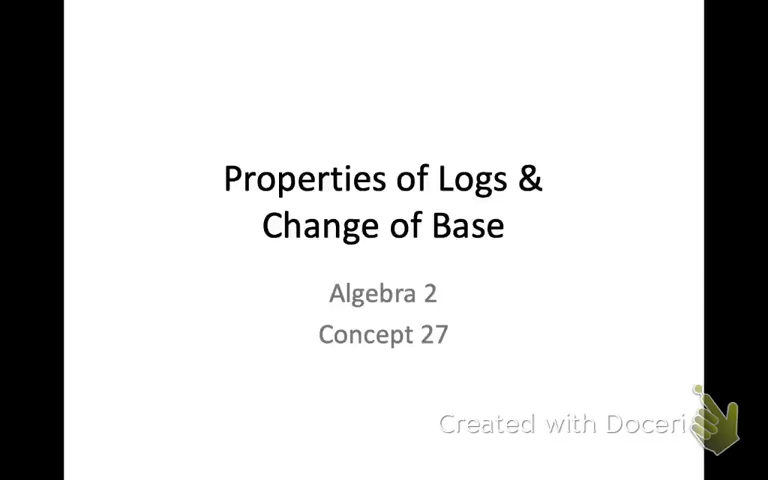 Properties of Logs &
Change of Base
Algebra 2
Concept 27
Created with Doceri